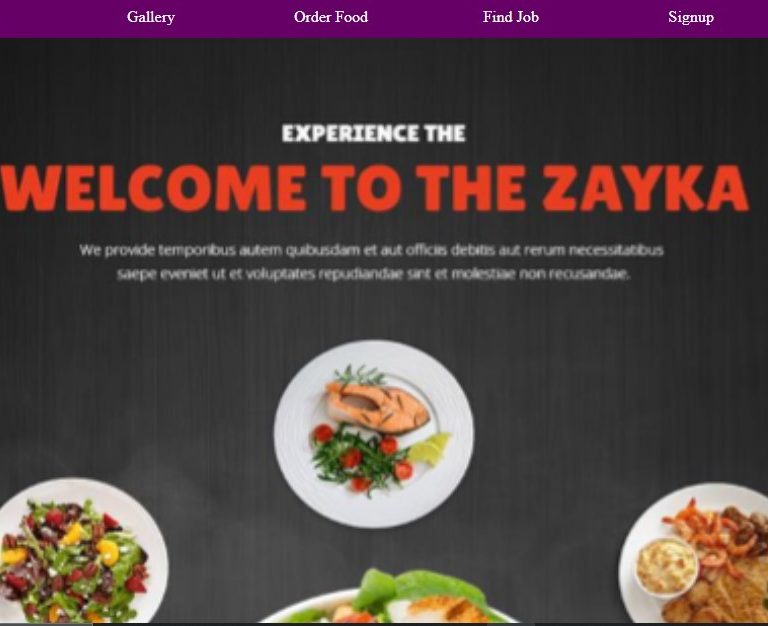 Gallery Order Food Find Job Signup
EXPERIENCE THE
WELCOME TO THE ZAYKA
We provide temporibus autem quibusdam et aut officiis debitis aut rerum necessitatibus
saepe eveniet ut et voluptates repudiandae sint et molestiae non recusandae.